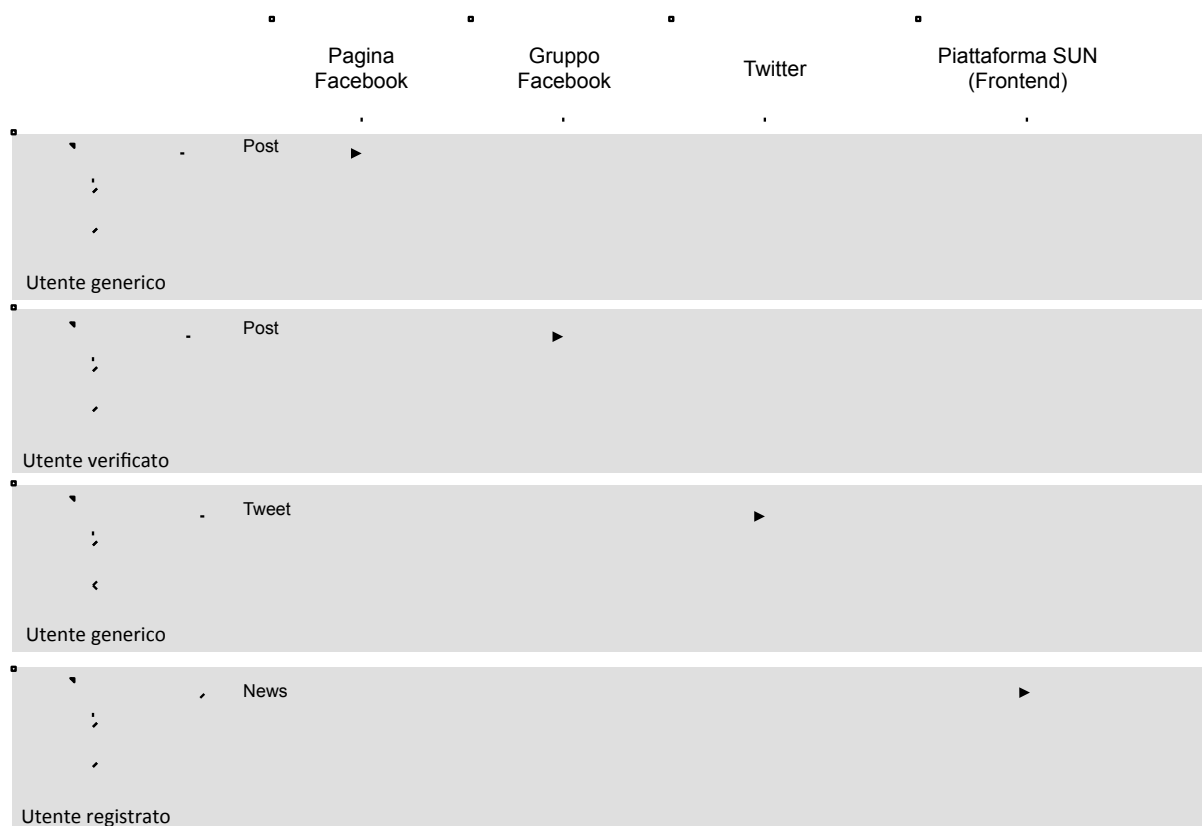 Pagina
Facebook
Gruppo
Facebook
Twitter
Piattaforma SUN
(Frontend)
Post
Utente generico
Post
Utente verificato
Tweet
Utente generico
News
Utente registrato